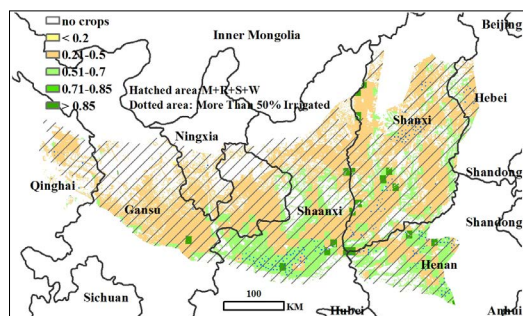 no crops
< 0.2
0.21-0.5
0.51-0.7
0.71-0.85
> 0.85
Inner Mongolia
Beijing
Hatched area:M+R+S+W
Dotted area: More Than 50% Irrigated
Hebei
Shanxi
Ningxia
Shandong
Qinghai
Gansu
Shaanxi
Shandong
Henan
Sichuan
100
KM
Hubei
Anhui